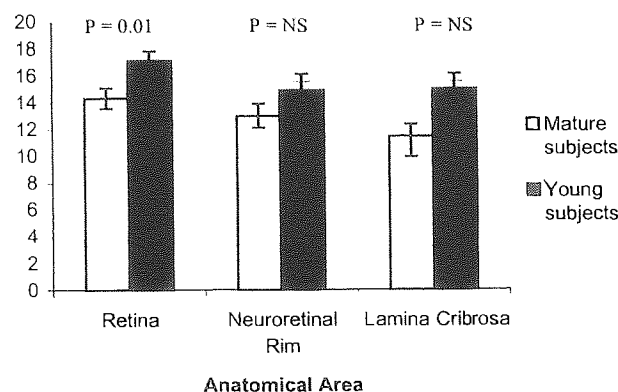 20
P = 0.01 P = NS P = NS
18
16
14
12
10
8
6
4
2
0
Mature subjects
Young subjects
Retina
Neuroretinal Rim
Lamina Cribrosa
Anatomical Area